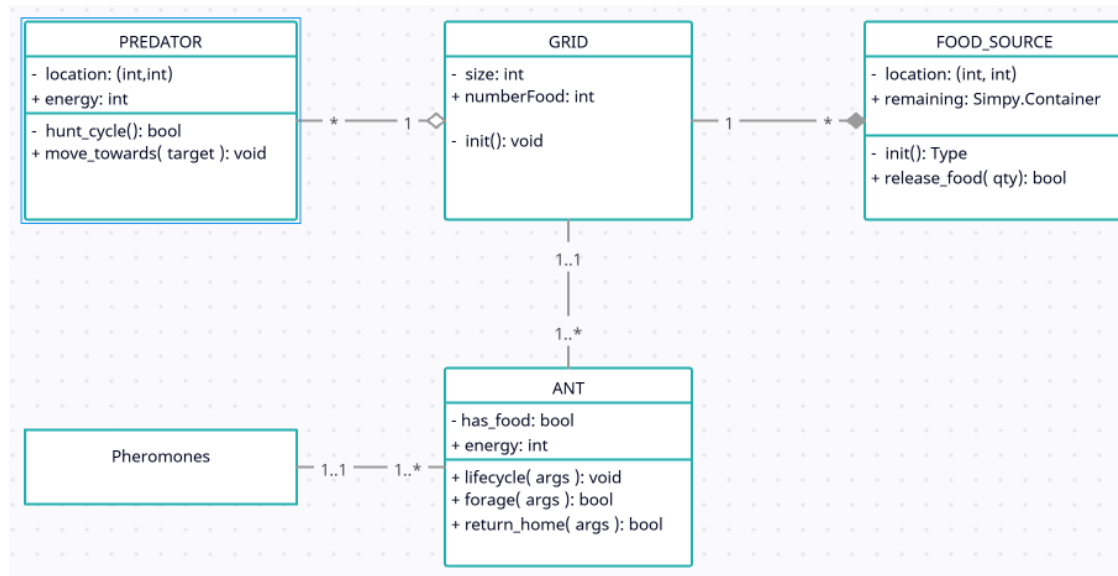 PREDATOR
- location: (int,int)
+ energy: int
- hunt_cycle(): bool
+ move_towards( target ): void
*
1
GRID
- size: int
+ numberFood: int
- init(): void
1
*
FOOD_SOURCE
- location: (int, int)
+ remaining: Simpy.Container
- init(): Type
+ release_food( qty): bool
1..1
1..*
ANT
- has_food: bool
+ energy: int
+ lifecycle( args ): void
+ forage( args ): bool
+ return_home( args ): bool
Pheromones
1..1
1..*